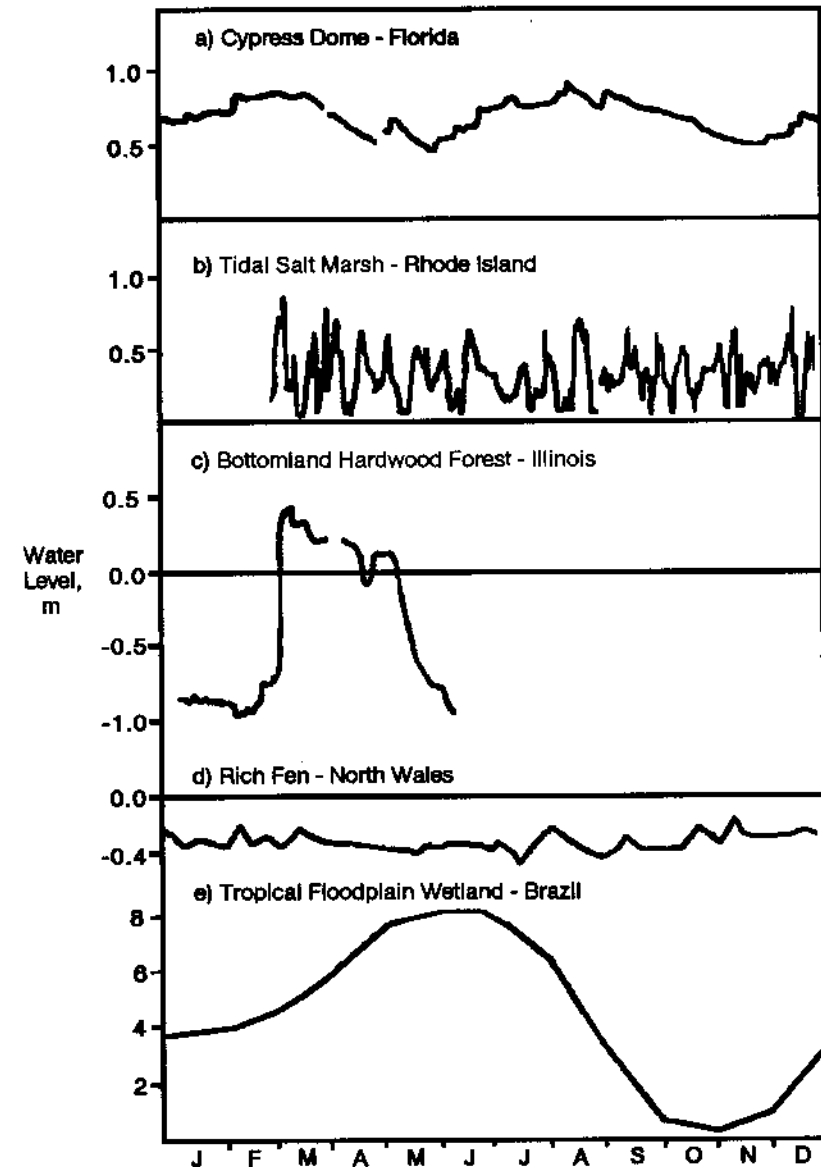 a) Cypress Dome - Florida
1.0
0.5
b) Tidal Salt Marsh - Rhode Island
1.0
0.5
c) Bottomland Hardwood Forest - Illinois
0.5
Water
Level,
m
0.0
-0.5
-1.0
d) Rich Fen - North Wales
0.0
-0.4
e) Tropical Floodplain Wetland - Brazil
8
6
4
2
J F M A M J J A S O N D